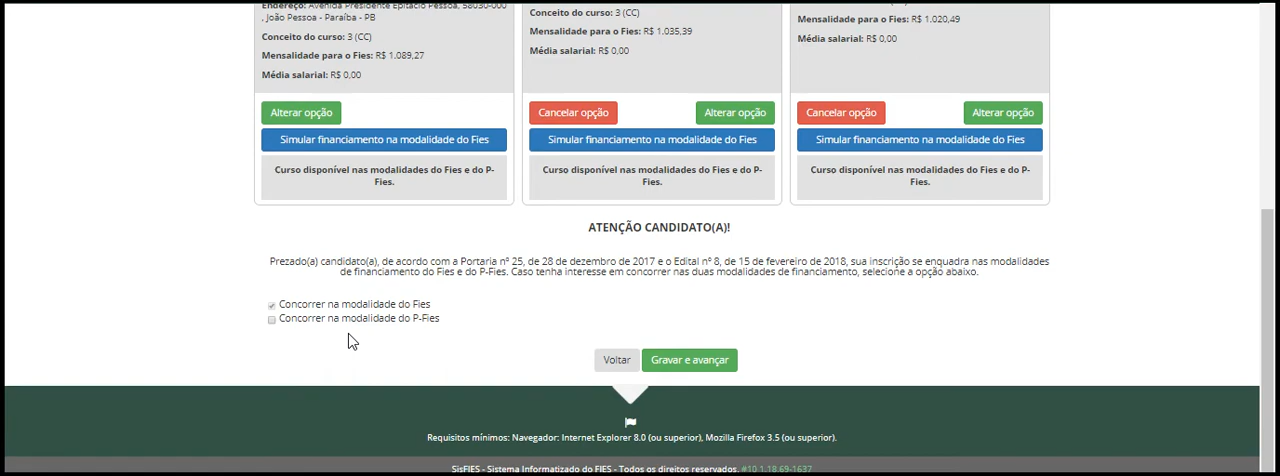 Endereço: Avenida Presidente Epitácio Pessoa, 58030-000
, João Pessoa - Paraíba - PB
Conceito do curso: 3 (CC)
Mensalidade para o Fies: R$ 1.089,27
Média salarial: R$ 0,00
Conceito do curso: 3 (CC)
Mensalidade para o Fies: R$ 1.035,39
Média salarial: R$ 0,00
Mensalidade para o Fies: R$ 1.020,49
Média salarial: R$ 0,00
Alterar opção
Cancelar opção
Alterar opção
Cancelar opção
Alterar opção
Simular financiamento na modalidade do Fies
Simular financiamento na modalidade do Fies
Simular financiamento na modalidade do Fies
Curso disponível nas modalidades do Fies e do P-
Fies.
Curso disponível nas modalidades do Fies e do P-
Fies.
Curso disponível nas modalidades do Fies e do P-
Fies.
ATENÇÃO CANDIDATO(A)!
Prezado(a) candidato(a), de acordo com a Portaria nº 25, de 28 de dezembro de 2017 e o Edital nº 8, de 15 de fevereiro de 2018, sua inscrição se enquadra nas modalidades
de financiamento do Fies e do P-Fies. Caso tenha interesse em concorrer nas duas modalidades de financiamento, selecione a opção abaixo.
Concorrer na modalidade do Fies
Concorrer na modalidade do P-Fies
Voltar
Gravar e avançar
Requisitos mínimos: Navegador: Internet Explorer 8.0 (ou superior), Mozilla Firefox 3.5 (ou superior).
SisFIES - Sistema Informatizado do FIES - Todos os direitos reservados. #10.1.18.69-1637